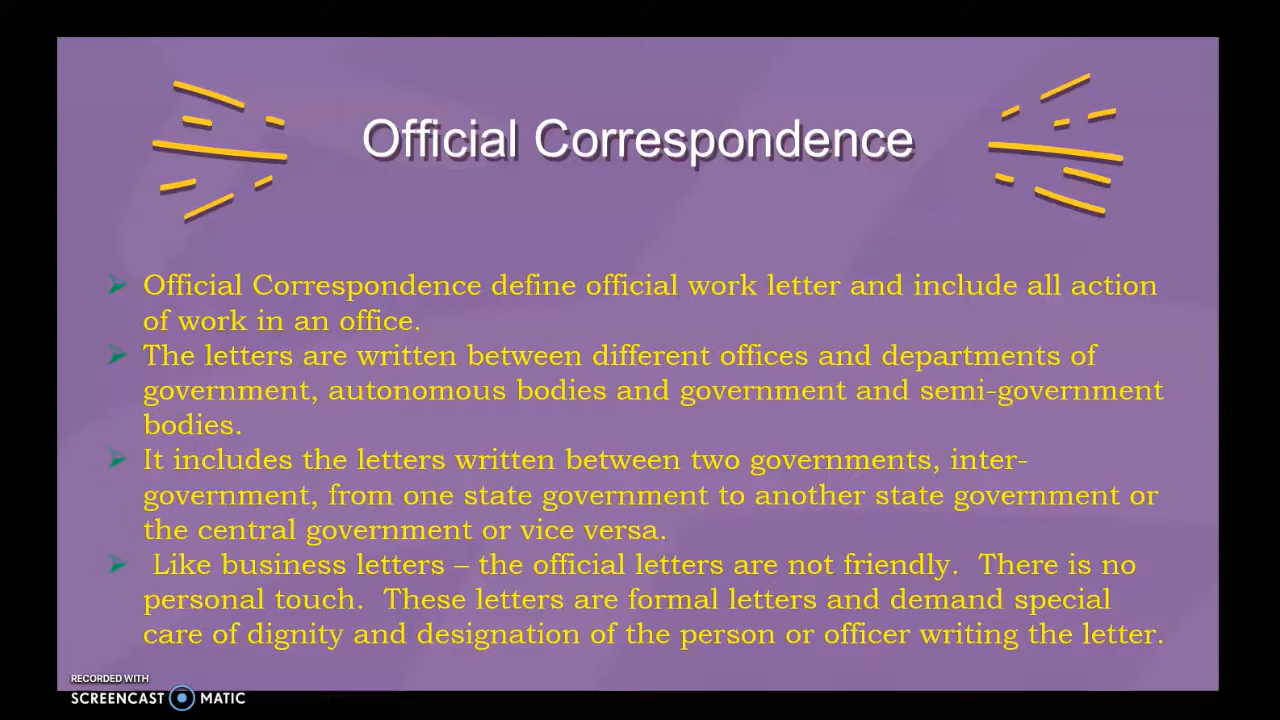 Official Correspondence
Official Correspondence define official work letter and include all action
of work in an office.
The letters are written between different offices and departments of
government, autonomous bodies and government and semi-government
bodies.
It includes the letters written between two governments, inter-
government, from one state government to another state government or
the central government or vice versa.
Like business letters – the official letters are not friendly. There is no
personal touch. These letters are formal letters and demand special
care of dignity and designation of the person or officer writing the letter.
RECORDED WITH
SCREENCAST MATIC